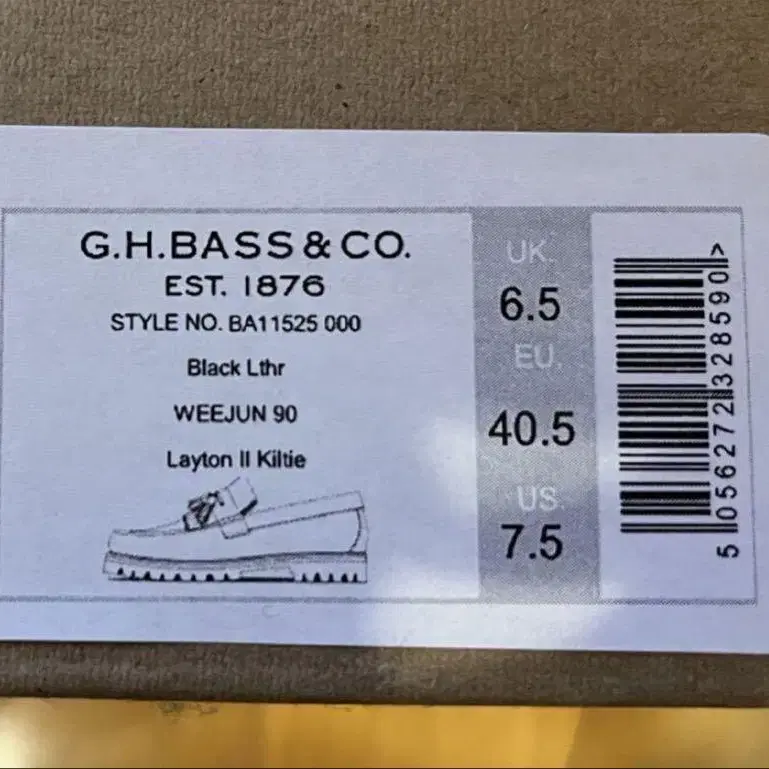 G.H.BASS & CO.
EST. 1876
STYLE NO. BA11525 000
Black Lthr
WEEJUN 90
Layton II Kiltie
UK.
6.5
EU.
40.5
US
7.5
5 056272 328590 >